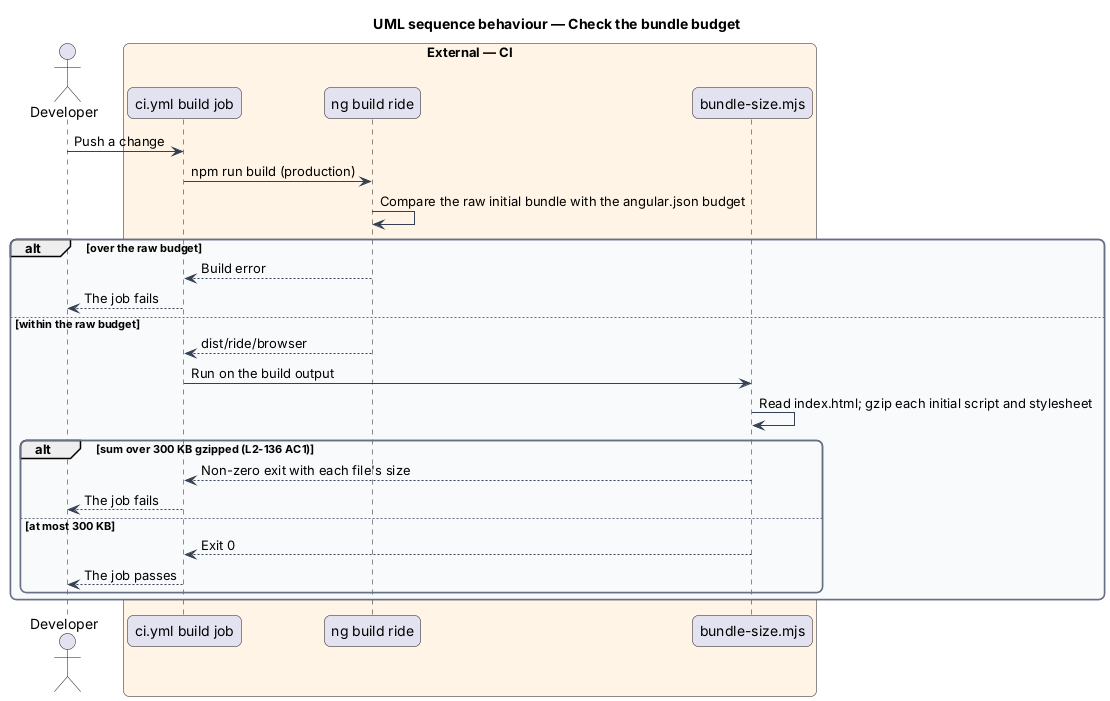 UML sequence behaviour — Check the bundle budget
External — CI
Developer
ci.yml build job
ng build ride
bundle-size.mjs
Push a change
npm run build (production)
Compare the raw initial bundle with the angular.json budget
alt
[over the raw budget]
Build error
The job fails
[within the raw budget]
dist/ride/browser
Run on the build output
Read index.html; gzip each initial script and stylesheet
alt
[sum over 300 KB gzipped (L2-136 AC1)]
Non-zero exit with each file's size
The job fails
[at most 300 KB]
Exit 0
The job passes
Developer
ci.yml build job
ng build ride
bundle-size.mjs